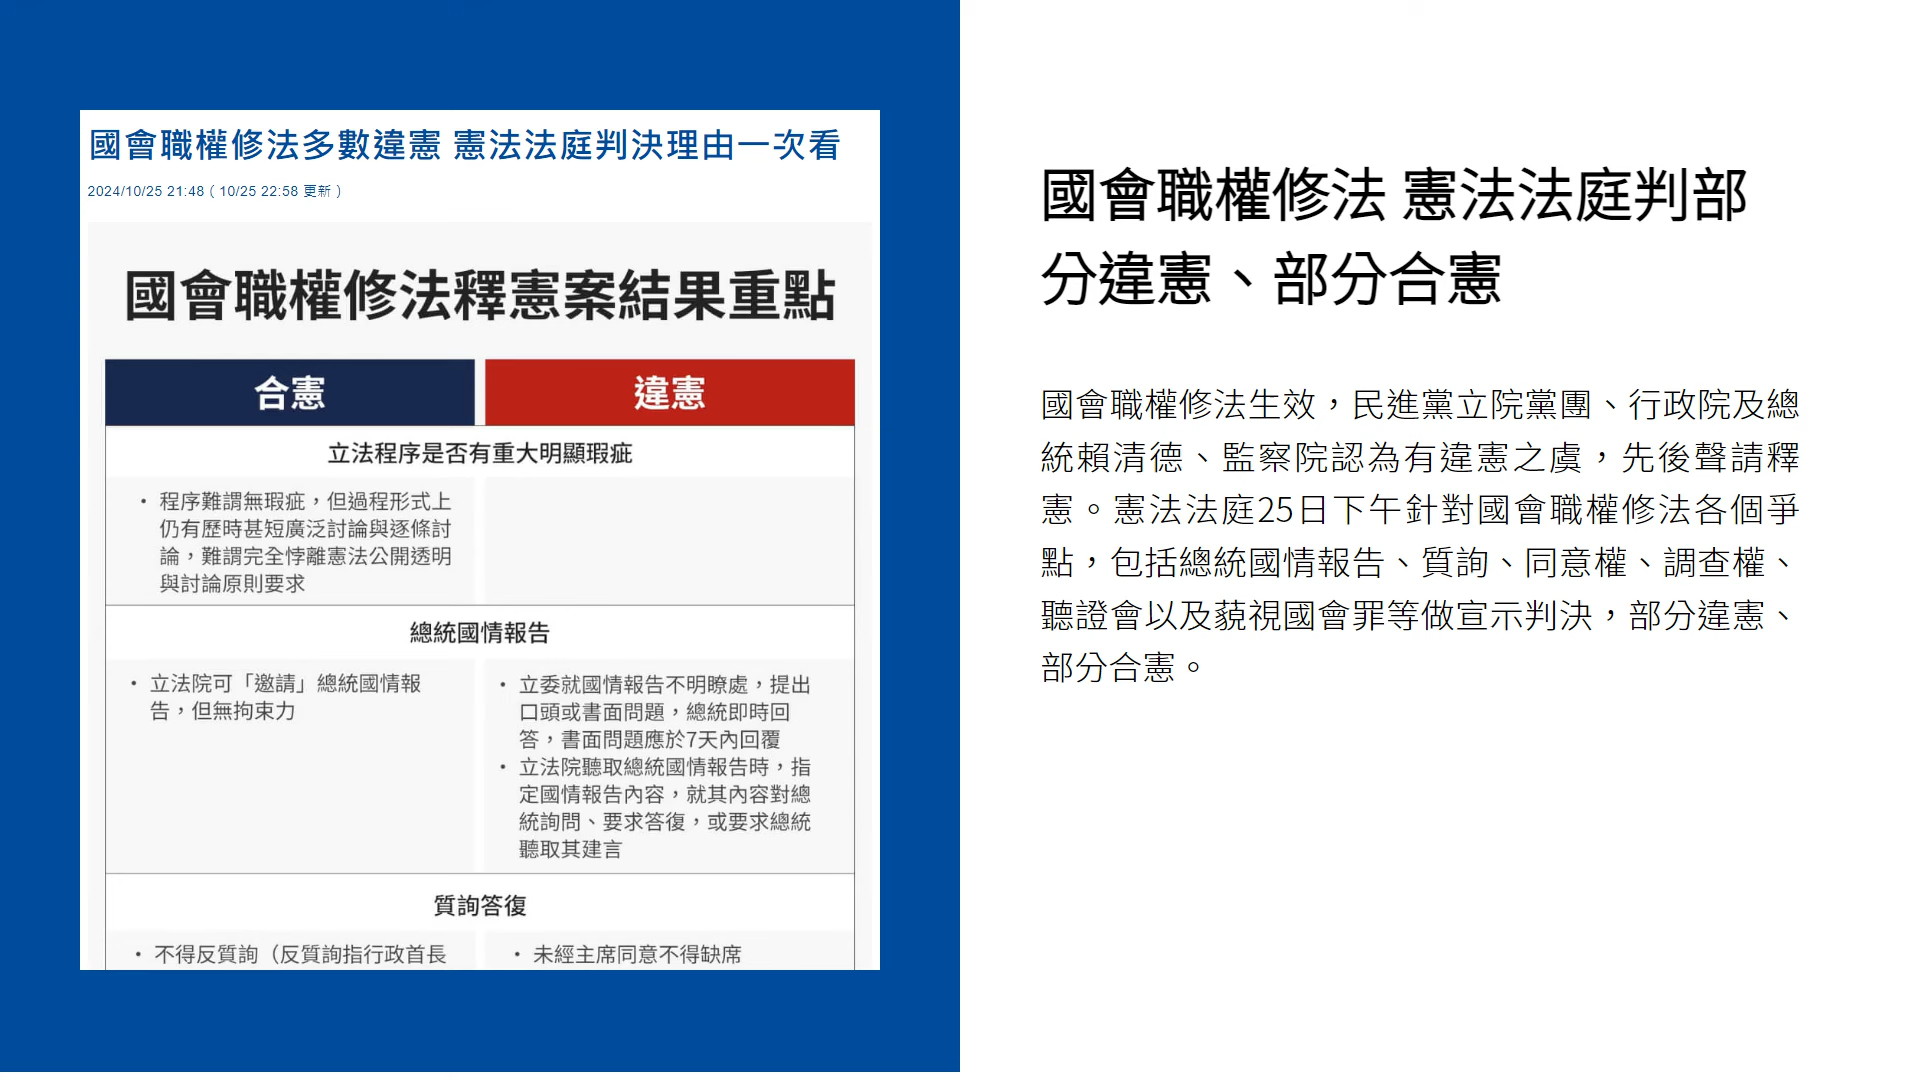 國會職權修法多數違憲 憲法法庭判決理由一次看
2024/10/25 21:48（10/25 22:58 更新）
國會職權修法釋憲案結果重點
合憲
違憲
立法程序是否有重大明顯瑕疵
• 程序難謂無瑕疵，但過程形式上
仍有歷時甚短廣泛討論與逐條討
論，難謂完全悖離憲法公開透明
與討論原則要求
總統國情報告
• 立法院可「邀請」總統國情報
告，但無拘束力
• 立委就國情報告不明瞭處，提出
口頭或書面問題，總統即時回
答，書面問題應於7天內回覆
• 立法院聽取總統國情報告時，指
定國情報告內容，就其內容對總
統詢問、要求答復，或要求總統
聽取其建言
質詢答復
• 不得反質詢（反質詢指行政首長
• 未經主席同意不得缺席
國會職權修法 憲法法庭判部
分違憲、部分合憲
國會職權修法生效，民進黨立院黨團、行政院及總
統賴清德、監察院認為有違憲之虞，先後聲請釋
憲。憲法法庭25日下午針對國會職權修法各個爭
點，包括總統國情報告、質詢、同意權、調查權、
聽證會以及藐視國會罪等做宣示判決，部分違憲、
部分合憲。